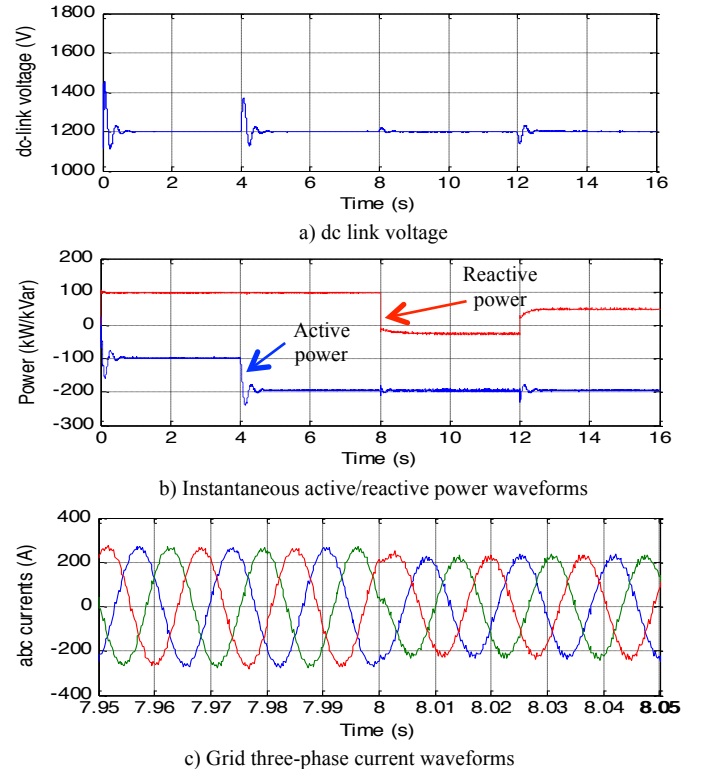 1800
1600
1400
1200
1000
dc-link voltage (V)
0 2 4 6 8 10 12 14 16
Time (s)
a) dc link voltage
200
100
0
-100
-200
-300
Power (kW/kVar)
Reactive
power
Active
power
0 2 4 6 8 10 12 14 16
Time (s)
b) Instantaneous active/reactive power waveforms
400
200
0
-200
-400
abc currents (A)
7.95 7.96 7.97 7.98 7.99 8 8.01 8.02 8.03 8.04 8.05
Time (s)
c) Grid three-phase current waveforms